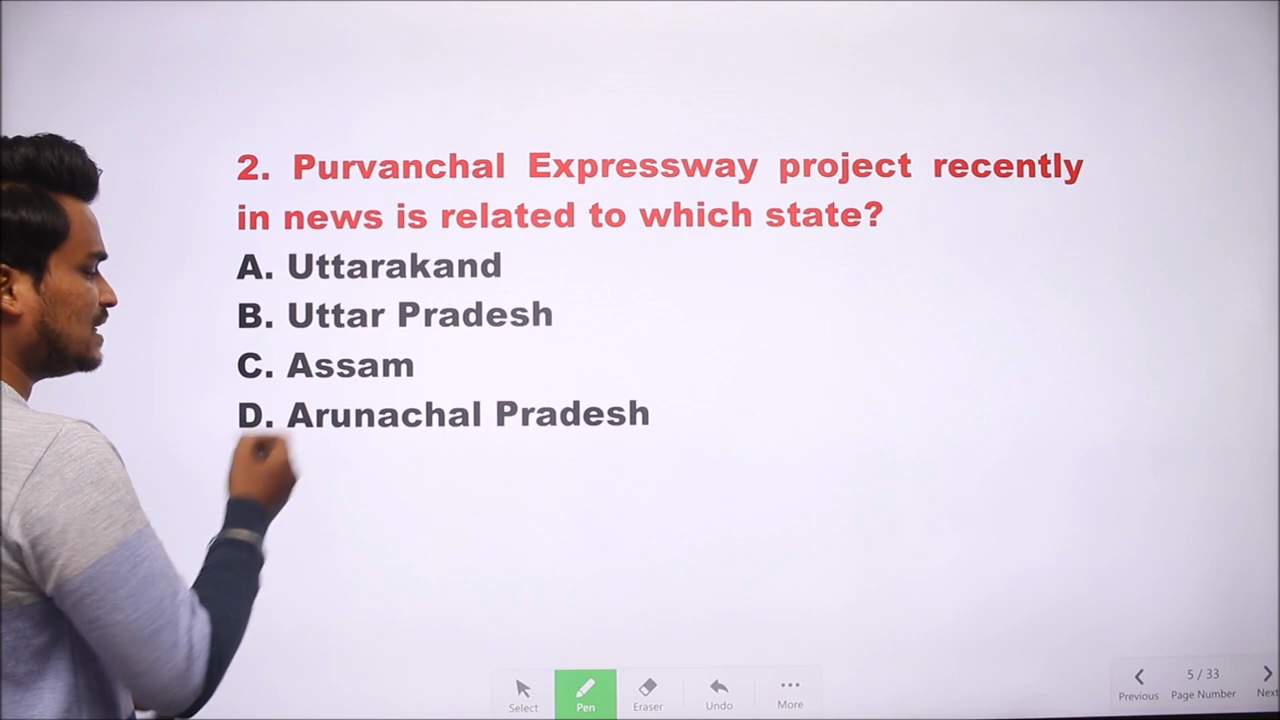 2. Purvanchal Expressway project recently
in news is related to which state?
A. Uttarakand
B. Uttar Pradesh
C. Assam
D. Arunachal Pradesh
Select
Pen
Eraser
Undo
More
Previous
5 / 33
Page Number
Next